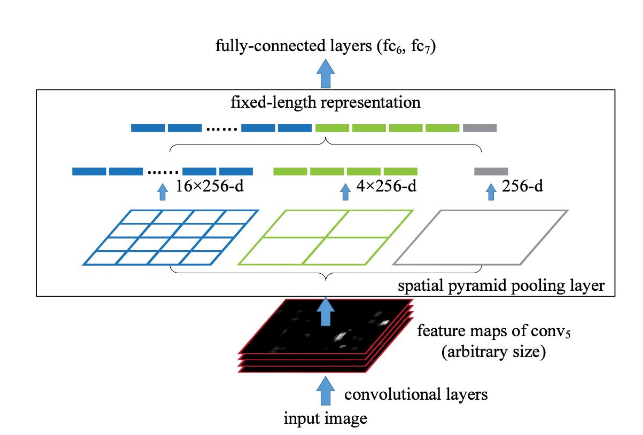 fully-connected layers (fc₆, fc₇)
fixed-length representation
......
......
16×256-d
4×256-d
256-d
spatial pyramid pooling layer
feature maps of conv₅
(arbitrary size)
convolutional layers
input image